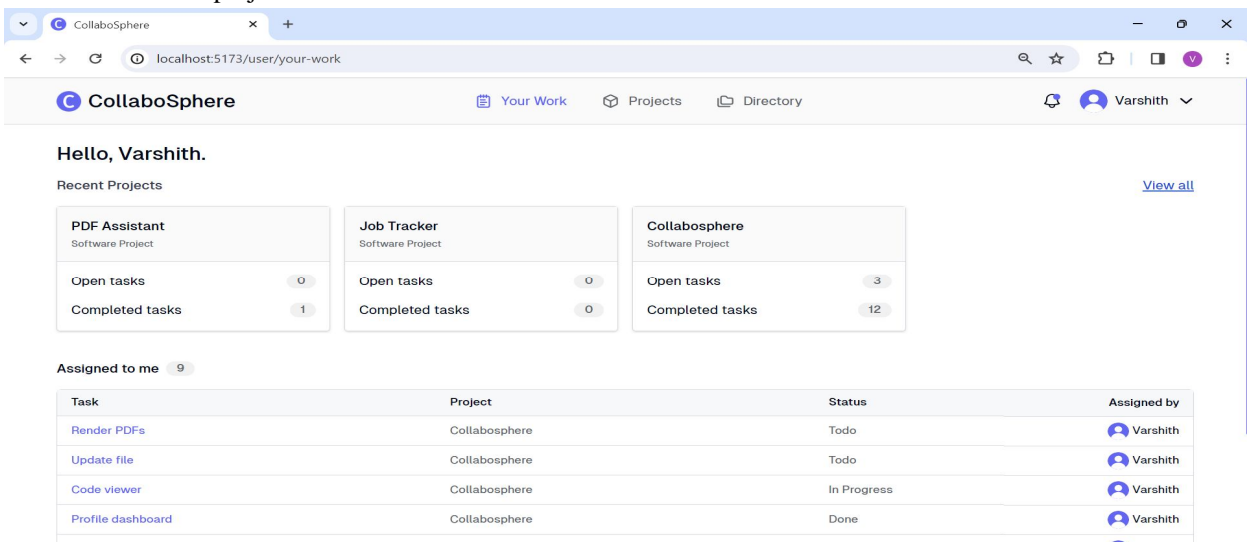 CollaboSphere
localhost:5173/user/your-work
V
C CollaboSphere Your Work Projects Directory Varshith
Hello, Varshith.
Recent Projects View all
PDF Assistant Job Tracker Collabosphere
Software Project Software Project Software Project
Open tasks 0 Open tasks 0 Open tasks 3
Completed tasks 1 Completed tasks 0 Completed tasks 12
Assigned to me 9
Task Project Status Assigned by
Render PDFs Collabosphere Todo Varshith
Update file Collabosphere Todo Varshith
Code viewer Collabosphere In Progress Varshith
Profile dashboard Collabosphere Done Varshith